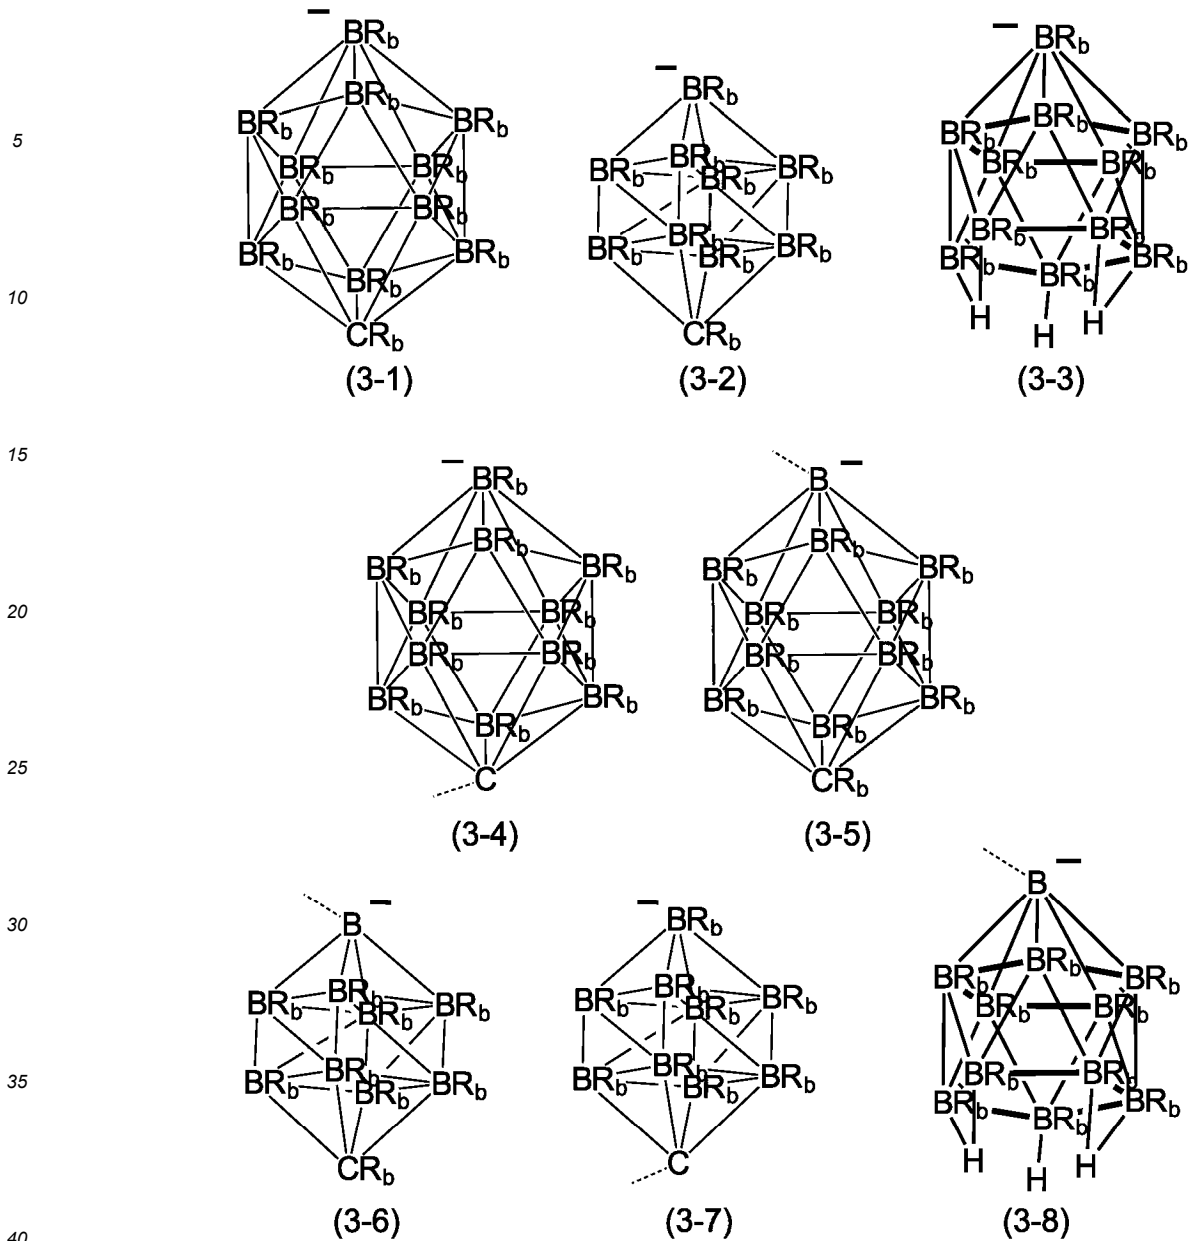 − BRb − BRb − BRb
BRb BRb BRb BRb BRb BRb BRb BRb BRb BRb
5
BRb BRb BRb BRb BRb
BRb BRb BRb BRb BRb BRb BRb
BRb BRb BRb BRb BRb BRb BRb BRb
10
CRb CRb H H H
(3-1) (3-2) (3-3)
15
− BRb B −
BRb BRb BRb BRb BRb BRb
20
BRb BRb BRb BRb
BRb BRb BRb BRb
BRb BRb BRb BRb BRb BRb
25
C CRb
(3-4) (3-5)
30
B − − BRb B −
BRb BRb BRb BRb BRb BRb BRb BRb BRb BRb BRb
BRb BRb
35
BRb BRb BRb BRb BRb BRb BRb BRb BRb BRb
BRb BRb BRb
CRb C H H H
(3-6) (3-7) (3-8)
40